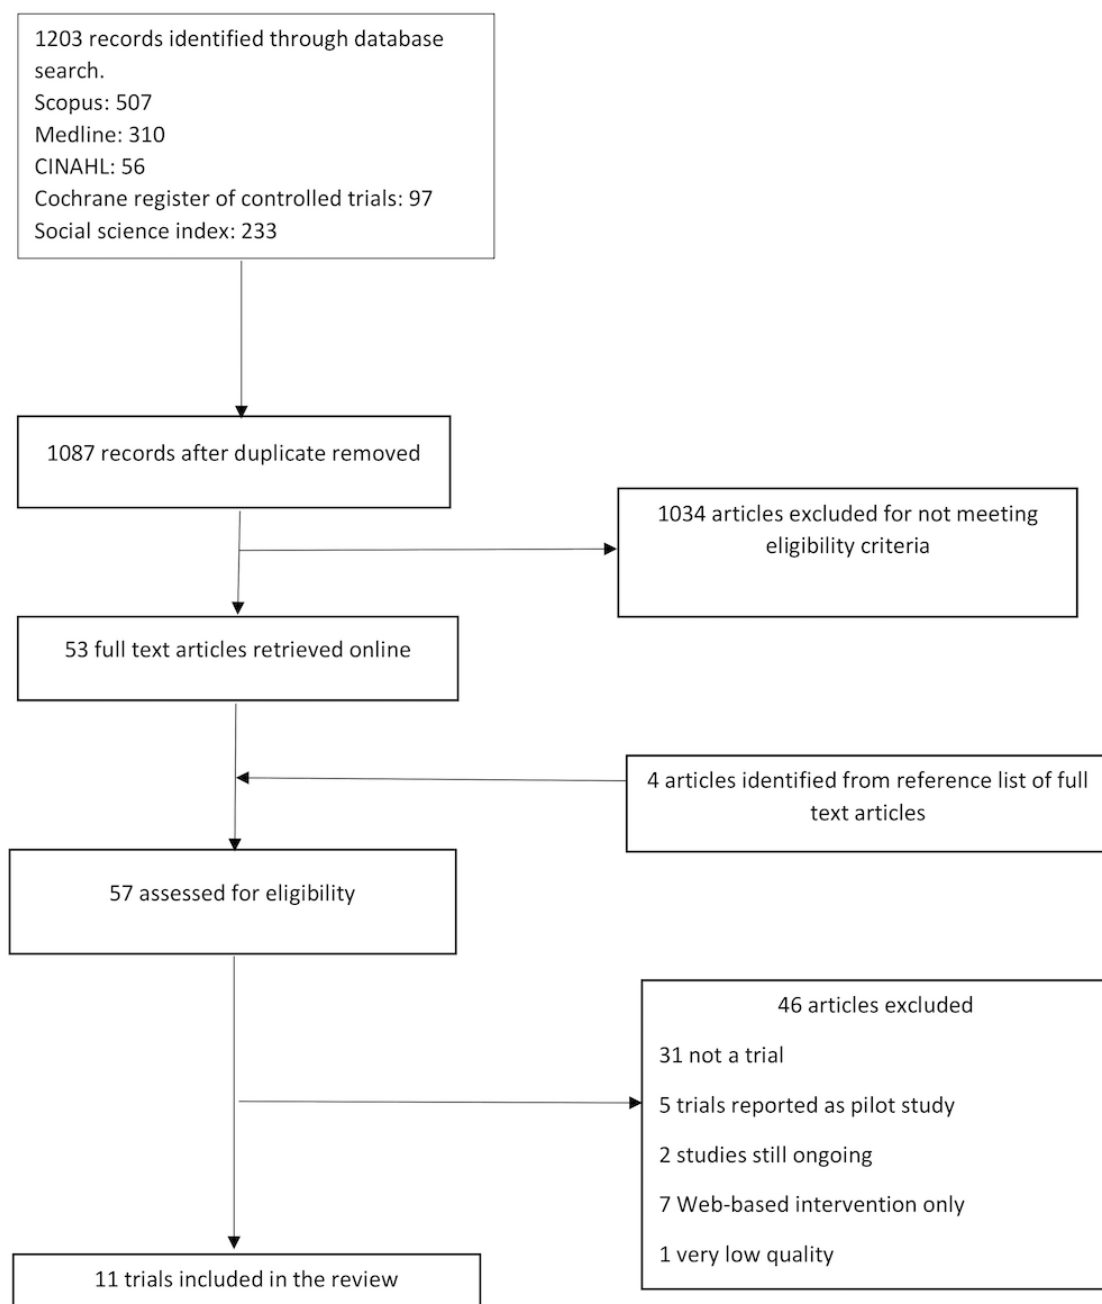 1203 records identified through database
search.
Scopus: 507
Medline: 310
CINAHL: 56
Cochrane register of controlled trials: 97
Social science index: 233
1087 records after duplicate removed
1034 articles excluded for not meeting
eligibility criteria
53 full text articles retrieved online
4 articles identified from reference list of full
text articles
57 assessed for eligibility
46 articles excluded
31 not a trial
5 trials reported as pilot study
2 studies still ongoing
7 Web-based intervention only
1 very low quality
11 trials included in the review